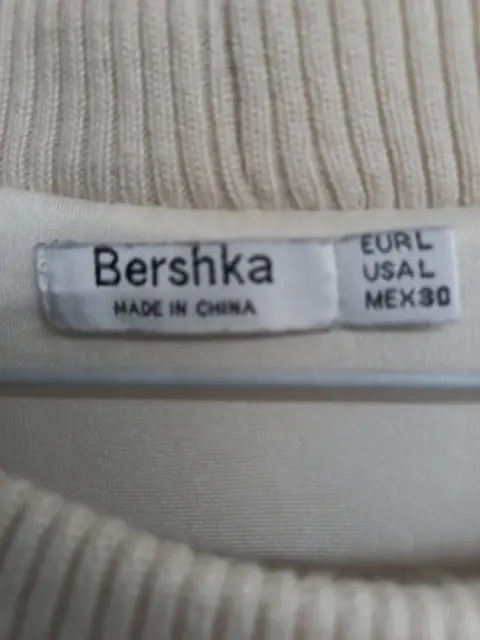 Bershka
MADE IN CHINA
EUR L
USA L
MEX 30